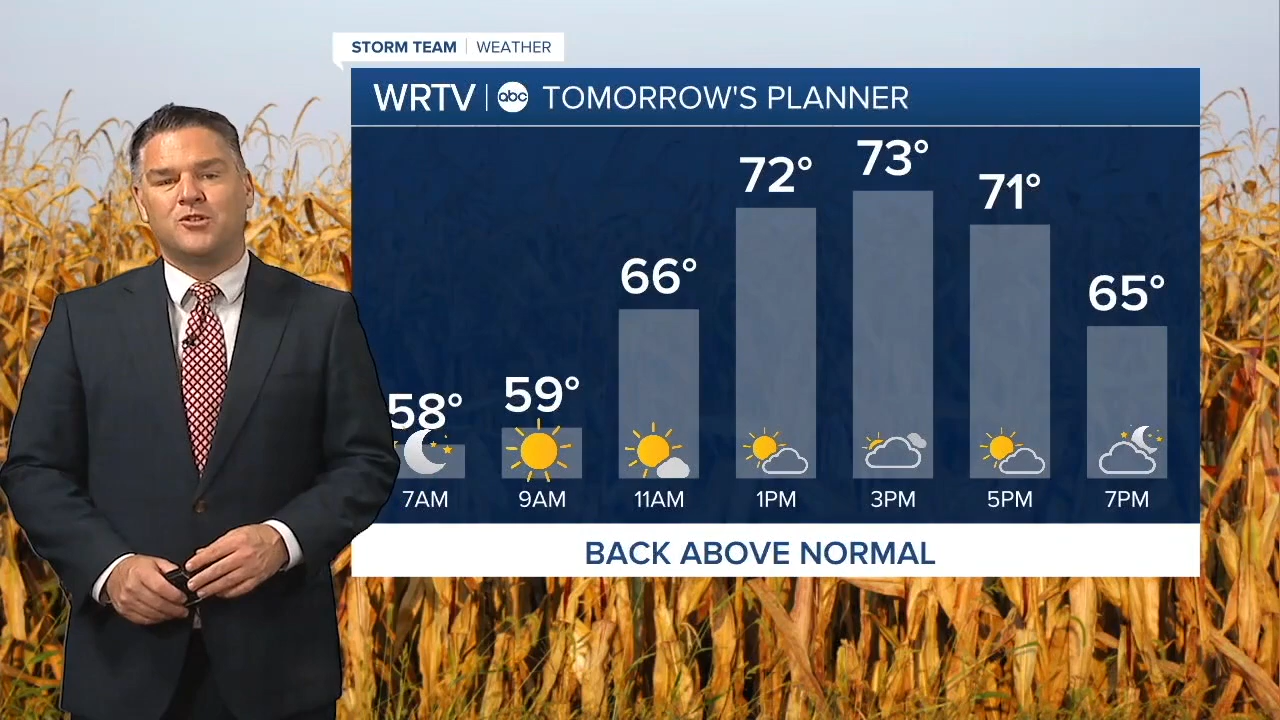 STORM TEAM | WEATHER
WRTV | abc TOMORROW'S PLANNER
58° 59° 66° 72° 73° 71° 65°
7AM 9AM 11AM 1PM 3PM 5PM 7PM
BACK ABOVE NORMAL